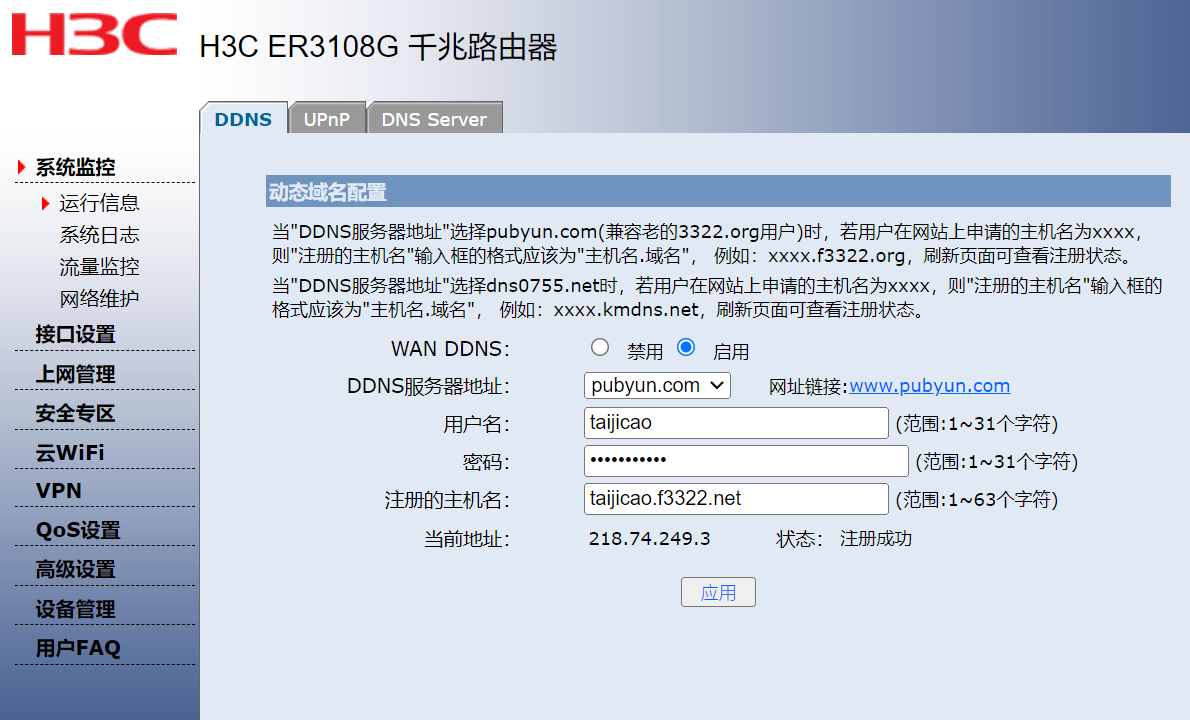 H3C
H3C ER3108G 千兆路由器
DDNS UPnP DNS Server
系统监控
运行信息
系统日志
流量监控
网络维护
接口设置
上网管理
安全专区
云WiFi
VPN
QoS设置
高级设置
设备管理
用户FAQ
动态域名配置
当"DDNS服务器地址"选择pubyun.com(兼容老的3322.org用户)时，若用户在网站上申请的主机名为xxxx，
则"注册的主机名"输入框的格式应该为"主机名.域名"， 例如：xxxx.f3322.org，刷新页面可查看注册状态。
当"DDNS服务器地址"选择dns0755.net时，若用户在网站上申请的主机名为xxxx，则"注册的主机名"输入框的
格式应该为"主机名.域名"， 例如：xxxx.kmdns.net，刷新页面可查看注册状态。
WAN DDNS： 禁用 启用
DDNS服务器地址： pubyun.com 网址链接:www.pubyun.com
用户名： taijicao (范围:1~31个字符)
密码： ••••••••••• (范围:1~31个字符)
注册的主机名： taijicao.f3322.net (范围:1~63个字符)
当前地址： 218.74.249.3 状态： 注册成功
应用